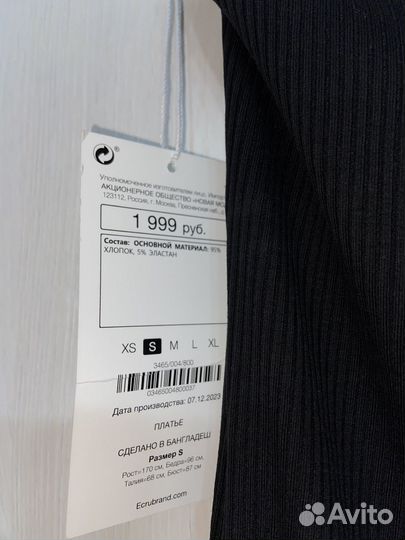 Уполномоченное изготовителем лицо, Импорт
АКЦИОНЕРНОЕ ОБЩЕСТВО «НОВАЯ
123112, Россия, г. Москва, Пресненская наб.,
1 999 руб.
Состав: ОСНОВНОЙ МАТЕРИАЛ: 95%
ХЛОПОК, 5% ЭЛАСТАН
XS S M L XL
3465/004/800
03465004800037
Дата производства: 07.12.2023
ПЛАТЬЕ
СДЕЛАНО В БАНГЛАДЕШ
Размер S
Рост=170 см, Бедра=96 см,
Талия=68 см, Бюст=87 см
Ecrubrand.com
Avito